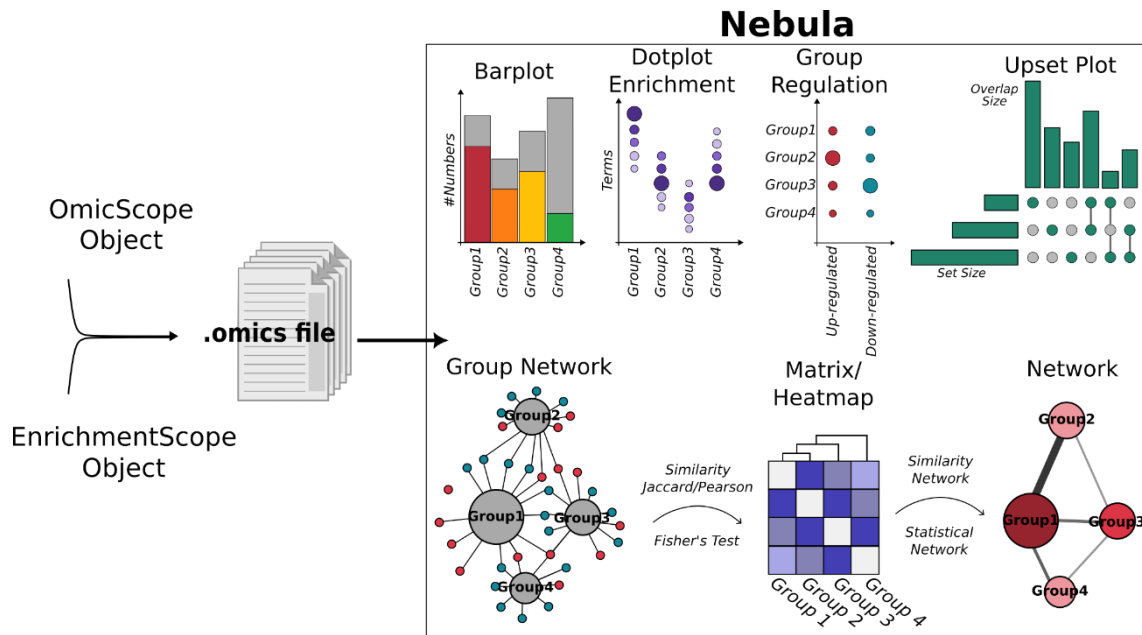 Nebula
OmicScope
Object
.omics file
EnrichmentScope
Object
Barplot
#Numbers
Group1
Group2
Group3
Group4
Dotplot
Enrichment
Terms
Group1
Group2
Group3
Group4
Group
Regulation
Group1
Group2
Group3
Group4
Up-regulated
Down-regulated
Upset Plot
Overlap
Size
Set Size
Group Network
Group2
Group1
Group3
Group4
Similarity
Jaccard/Pearson
Fisher's Test
Matrix/
Heatmap
Group 1
Group 2
Group 3
Group 4
Similarity
Network
Statistical
Network
Network
Group2
Group1
Group3
Group4